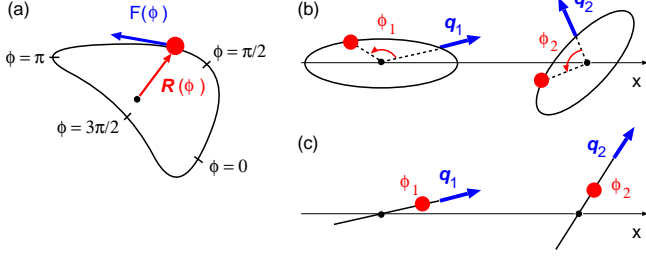 (a)
F(ϕ)
ϕ = π
ϕ = π/2
R(ϕ)
ϕ = 3π/2
ϕ = 0
(b)
ϕ1
q1
q2
ϕ2
x
(c)
ϕ1
q1
q2
ϕ2
x